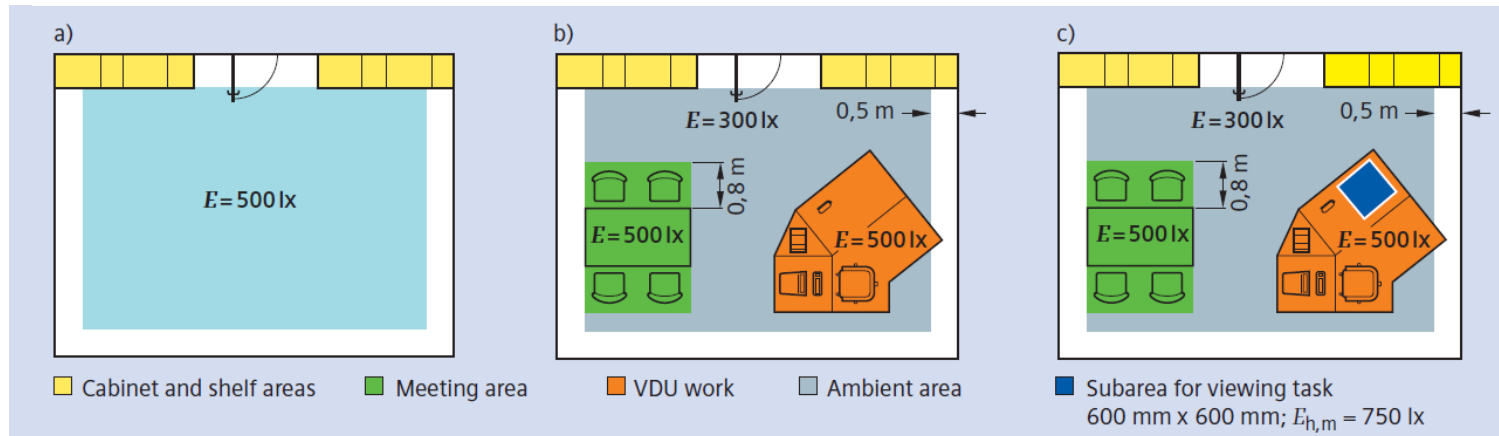 a)
E = 500 lx
b)
E = 300 lx
0,5 m
0,8 m
E = 500 lx
E = 500 lx
c)
E = 300 lx
0,5 m
0,8 m
E = 500 lx
E = 500 lx
Cabinet and shelf areas
Meeting area
VDU work
Ambient area
Subarea for viewing task
600 mm x 600 mm; Eh,m = 750 lx